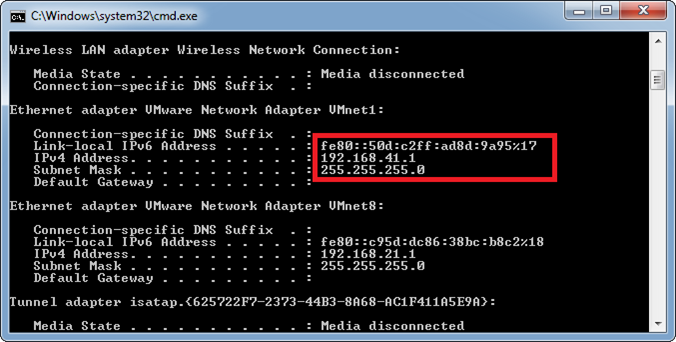 C:\Windows\system32\cmd.exe
Wireless LAN adapter Wireless Network Connection:
Media State . . . . . . . . . . . : Media disconnected
Connection-specific DNS Suffix  . :
Ethernet adapter VMware Network Adapter VMnet1:
Connection-specific DNS Suffix  . :
Link-local IPv6 Address . . . . . : fe80::50d:c2ff:ad8d:9a95%17
IPv4 Address. . . . . . . . . . . : 192.168.41.1
Subnet Mask . . . . . . . . . . . : 255.255.255.0
Default Gateway . . . . . . . . . :
Ethernet adapter VMware Network Adapter VMnet8:
Connection-specific DNS Suffix  . :
Link-local IPv6 Address . . . . . : fe80::c95d:dc86:38bc:b8c2%18
IPv4 Address. . . . . . . . . . . : 192.168.21.1
Subnet Mask . . . . . . . . . . . : 255.255.255.0
Default Gateway . . . . . . . . . :
Tunnel adapter isatap.{625722F7-2373-44B3-8A68-AC1F411A5E9A}:
Media State . . . . . . . . . . . : Media disconnected